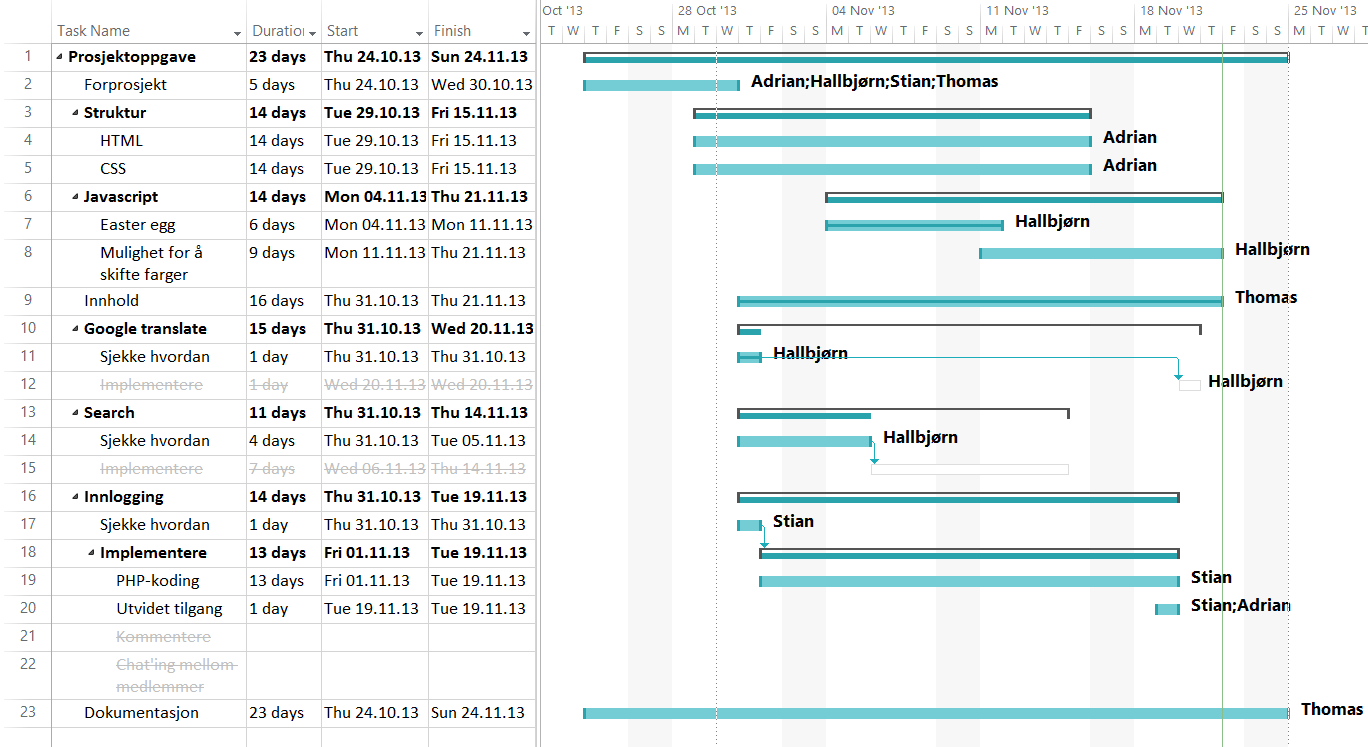 Oct '13 28 Oct '13 04 Nov '13 11 Nov '13 18 Nov '13 25 Nov '13
Task Name Duration Start Finish T W T F S S M T W T F S S M T W T F S S M T W T F S S M T W T F S S M T W T
1 Prosjektoppgave 23 days Thu 24.10.13 Sun 24.11.13
2 Forprosjekt 5 days Thu 24.10.13 Wed 30.10.13 Adrian;Hallbjørn;Stian;Thomas
3 Struktur 14 days Tue 29.10.13 Fri 15.11.13
4 HTML 14 days Tue 29.10.13 Fri 15.11.13 Adrian
5 CSS 14 days Tue 29.10.13 Fri 15.11.13 Adrian
6 Javascript 14 days Mon 04.11.13 Thu 21.11.13
7 Easter egg 6 days Mon 04.11.13 Mon 11.11.13 Hallbjørn
8 Mulighet for å 9 days Mon 11.11.13 Thu 21.11.13 Hallbjørn
skifte farger
9 Innhold 16 days Thu 31.10.13 Thu 21.11.13 Thomas
10 Google translate 15 days Thu 31.10.13 Wed 20.11.13
11 Sjekke hvordan 1 day Thu 31.10.13 Thu 31.10.13 Hallbjørn
12 Implementere 1 day Wed 20.11.13 Wed 20.11.13 Hallbjørn
13 Search 11 days Thu 31.10.13 Thu 14.11.13
14 Sjekke hvordan 4 days Thu 31.10.13 Tue 05.11.13 Hallbjørn
15 Implementere 7 days Wed 06.11.13 Thu 14.11.13
16 Innlogging 14 days Thu 31.10.13 Tue 19.11.13
17 Sjekke hvordan 1 day Thu 31.10.13 Thu 31.10.13 Stian
18 Implementere 13 days Fri 01.11.13 Tue 19.11.13
19 PHP-koding 13 days Fri 01.11.13 Tue 19.11.13 Stian
20 Utvidet tilgang 1 day Tue 19.11.13 Tue 19.11.13 Stian;Adrian
21 Kommentere
22 Chat'ing mellom
medlemmer
23 Dokumentasjon 23 days Thu 24.10.13 Sun 24.11.13 Thomas